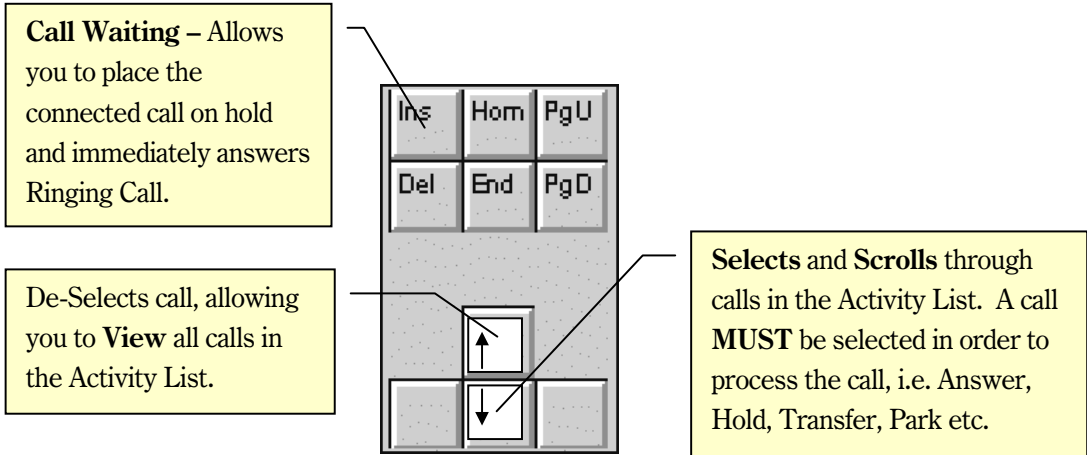 Call Waiting – Allows
you to place the
connected call on hold
and immediately answers
Ringing Call.
Ins Hom PgU
Del End PgD
De-Selects call, allowing
you to View all calls in
the Activity List.
Selects and Scrolls through
calls in the Activity List. A call
MUST be selected in order to
process the call, i.e. Answer,
Hold, Transfer, Park etc.